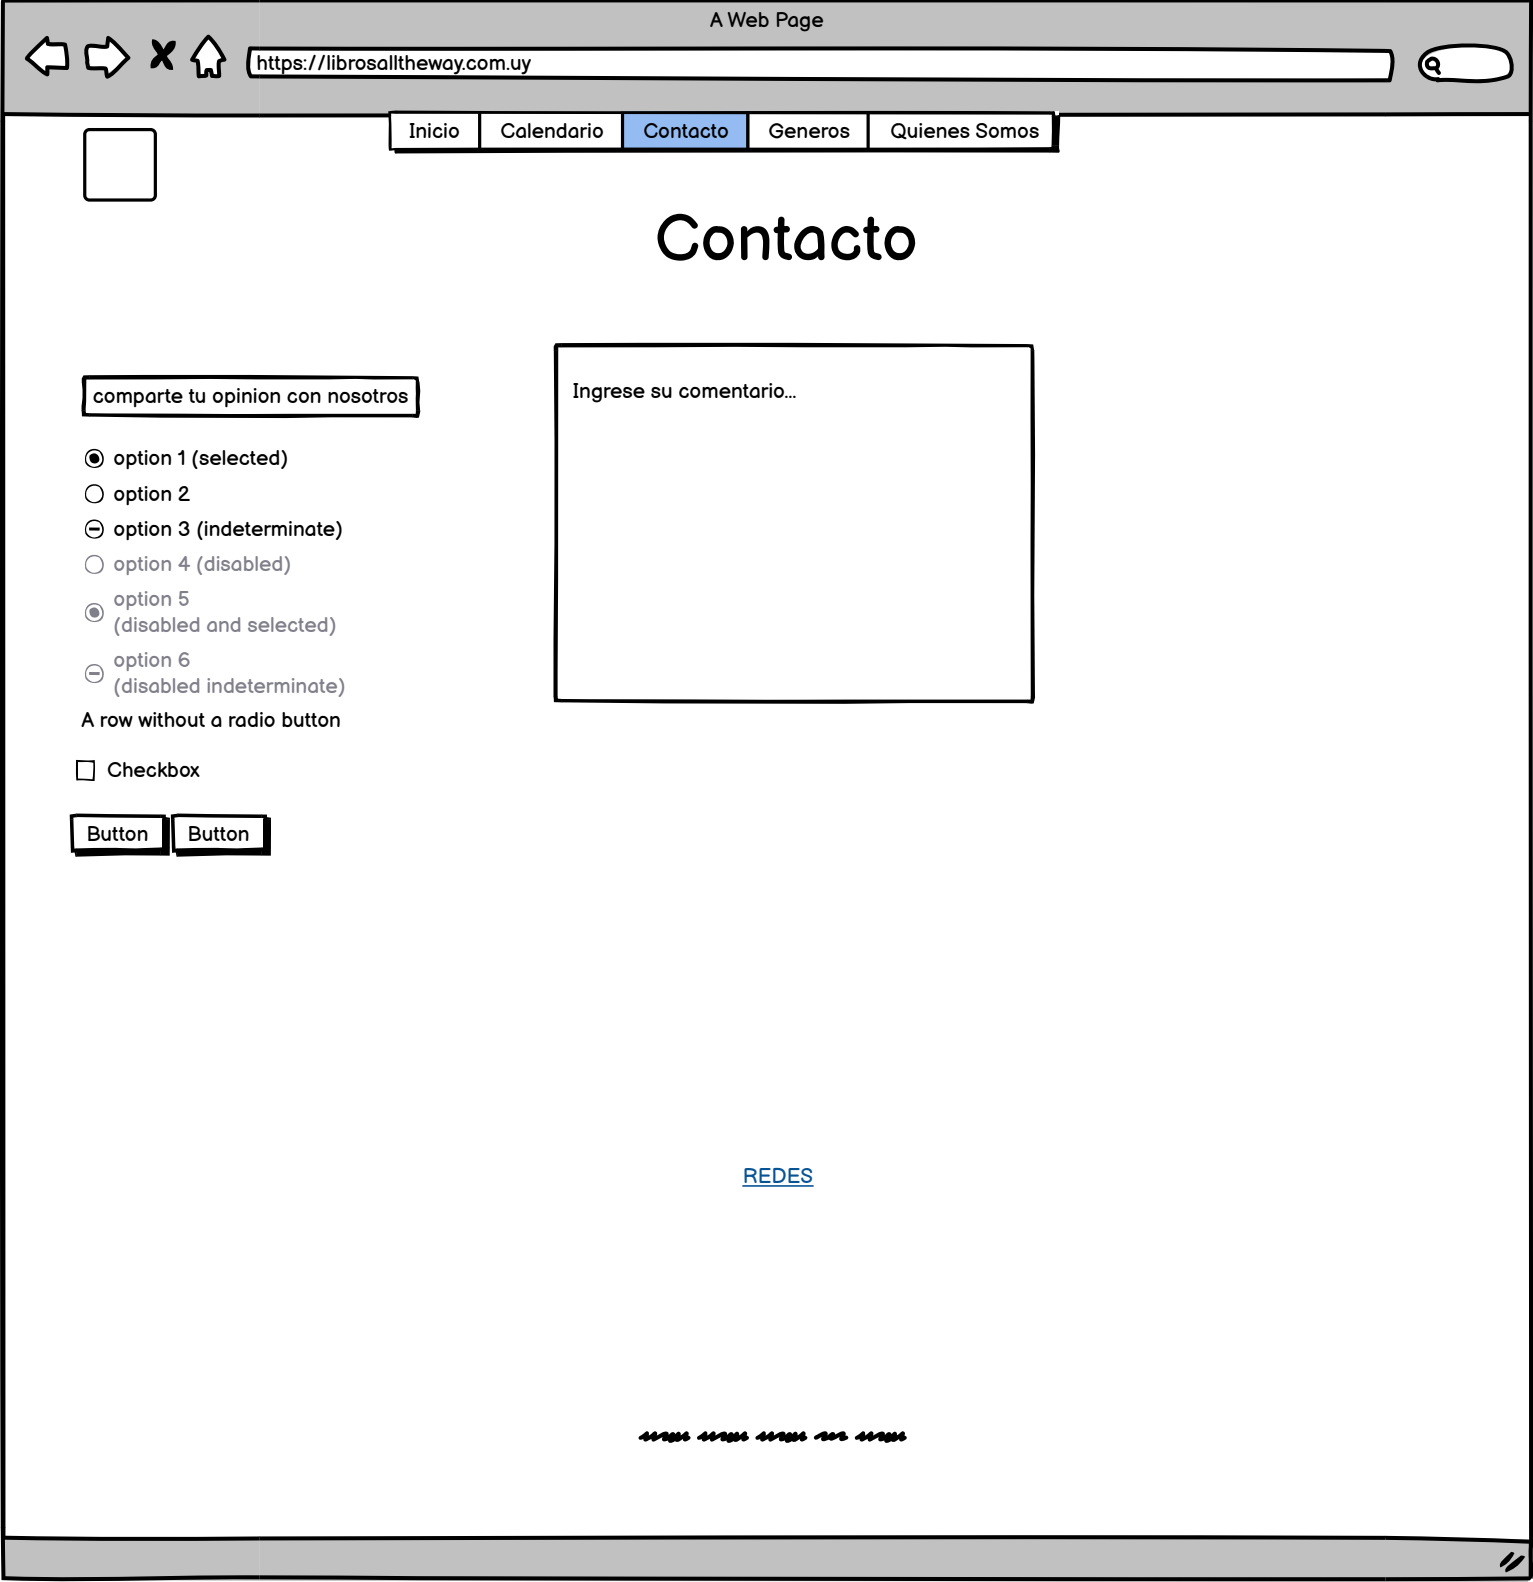 A Web Page
https://librosalltheway.com.uy
Inicio Calendario Contacto Generos Quienes Somos
Contacto
comparte tu opinion con nosotros
Ingrese su comentario...
option 1 (selected)
option 2
option 3 (indeterminate)
option 4 (disabled)
option 5
(disabled and selected)
option 6
(disabled indeterminate)
A row without a radio button
Checkbox
Button Button
REDES